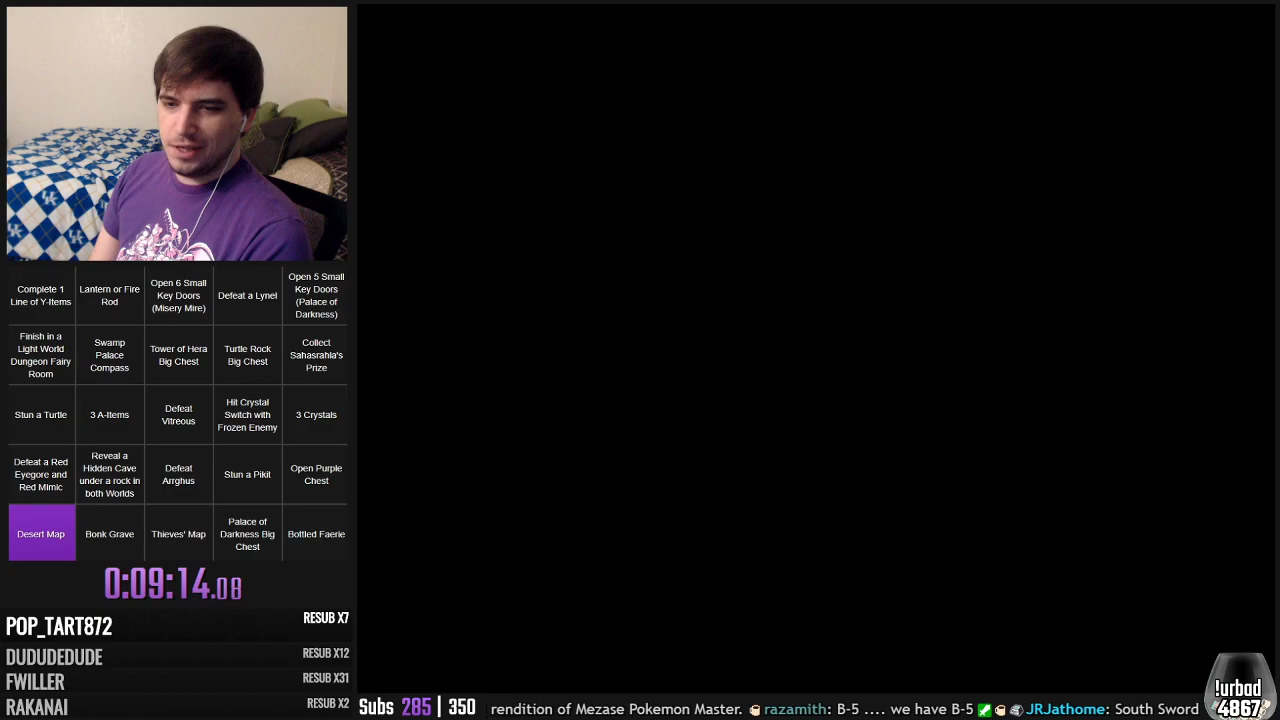 Complete 1
Line of Y-Items
Lantern or Fire
Rod
Open 6 Small
Key Doors
(Misery Mire)
Defeat a Lynel
Open 5 Small
Key Doors
(Palace of
Darkness)
Finish in a
Light World
Dungeon Fairy
Room
Swamp
Palace
Compass
Tower of Hera
Big Chest
Turtle Rock
Big Chest
Collect
Sahasrahla's
Prize
Stun a Turtle
3 A-Items
Defeat
Vitreous
Hit Crystal
Switch with
Frozen Enemy
3 Crystals
Defeat a Red
Eyegore and
Red Mimic
Reveal a
Hidden Cave
under a rock in
both Worlds
Defeat
Arrghus
Stun a Pikit
Open Purple
Chest
Desert Map
Bonk Grave
Thieves' Map
Palace of
Darkness Big
Chest
Bottled Faerie
0:09:14.08
POP_TART872 RESUB X7
DUDUDEDUDE RESUB X12
FWILLER RESUB X31
RAKANAI RESUB X2
Subs 285 | 350 rendition of Mezase Pokemon Master. razamith: B-5 .... we have B-5 JRJathome: South Sword
!urbad
4867